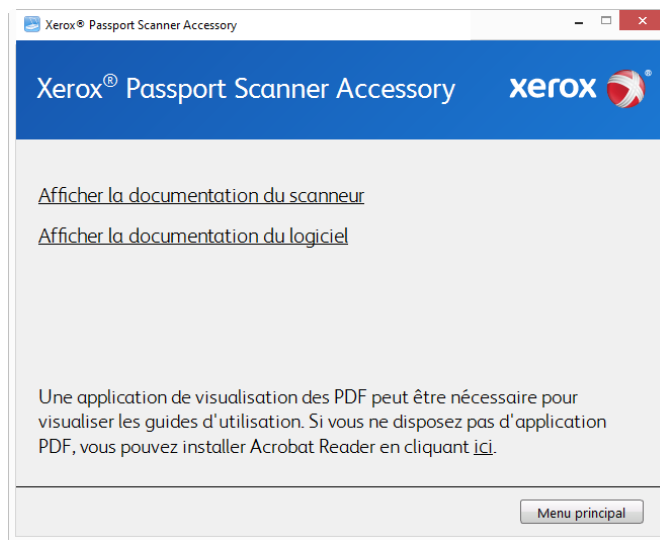 Xerox® Passport Scanner Accessory
Xerox® Passport Scanner Accessory
xerox ®
Afficher la documentation du scanneur
Afficher la documentation du logiciel
Une application de visualisation des PDF peut être nécessaire pour
visualiser les guides d'utilisation. Si vous ne disposez pas d'application
PDF, vous pouvez installer Acrobat Reader en cliquant ici.
Menu principal